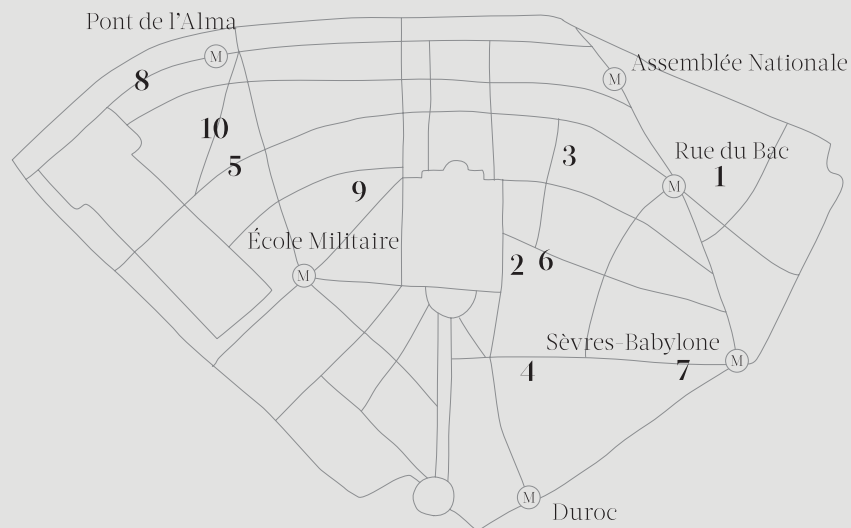 Pont de l'Alma
M
8
M
Assemblée Nationale
10
3
Rue du Bac
5
1
9
M
École Militaire
2
6
M
Sèvres-Babylone
4
7
M
M
Duroc